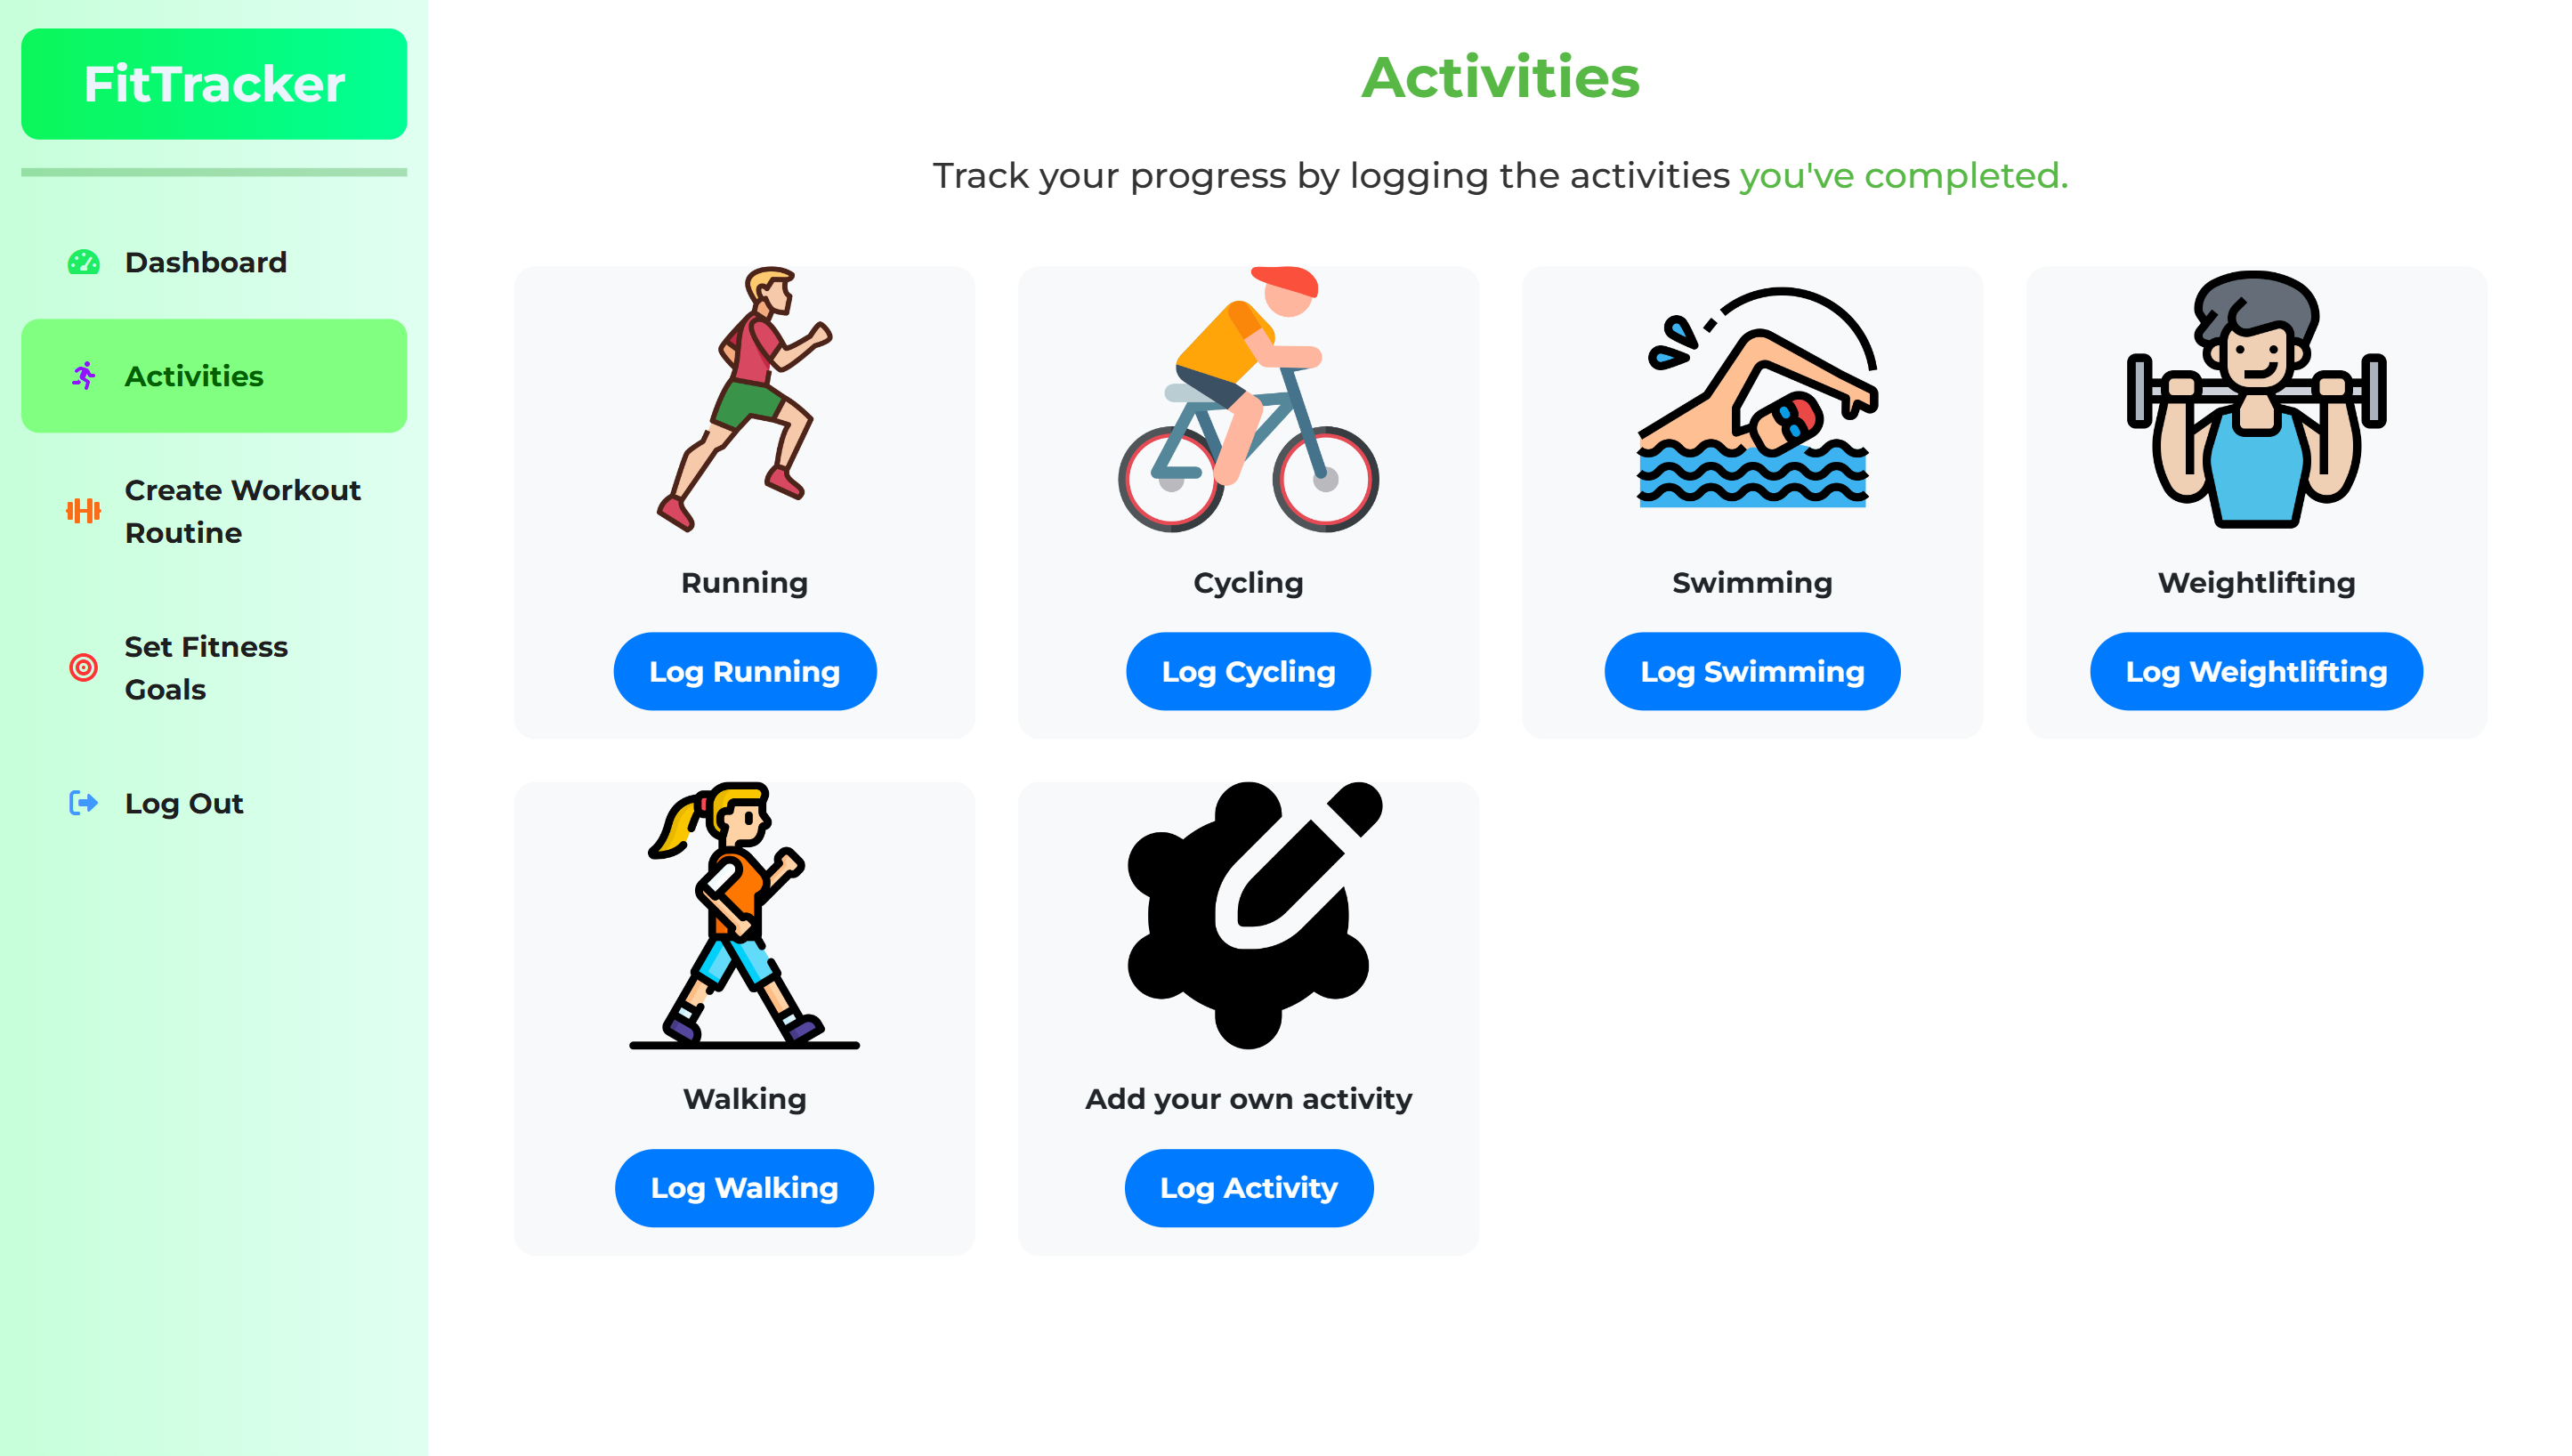 FitTracker
Dashboard
Activities
Create Workout
Routine
Set Fitness
Goals
Log Out
Activities
Track your progress by logging the activities you've completed.
Running
Log Running
Cycling
Log Cycling
Swimming
Log Swimming
Weightlifting
Log Weightlifting
Walking
Log Walking
Add your own activity
Log Activity